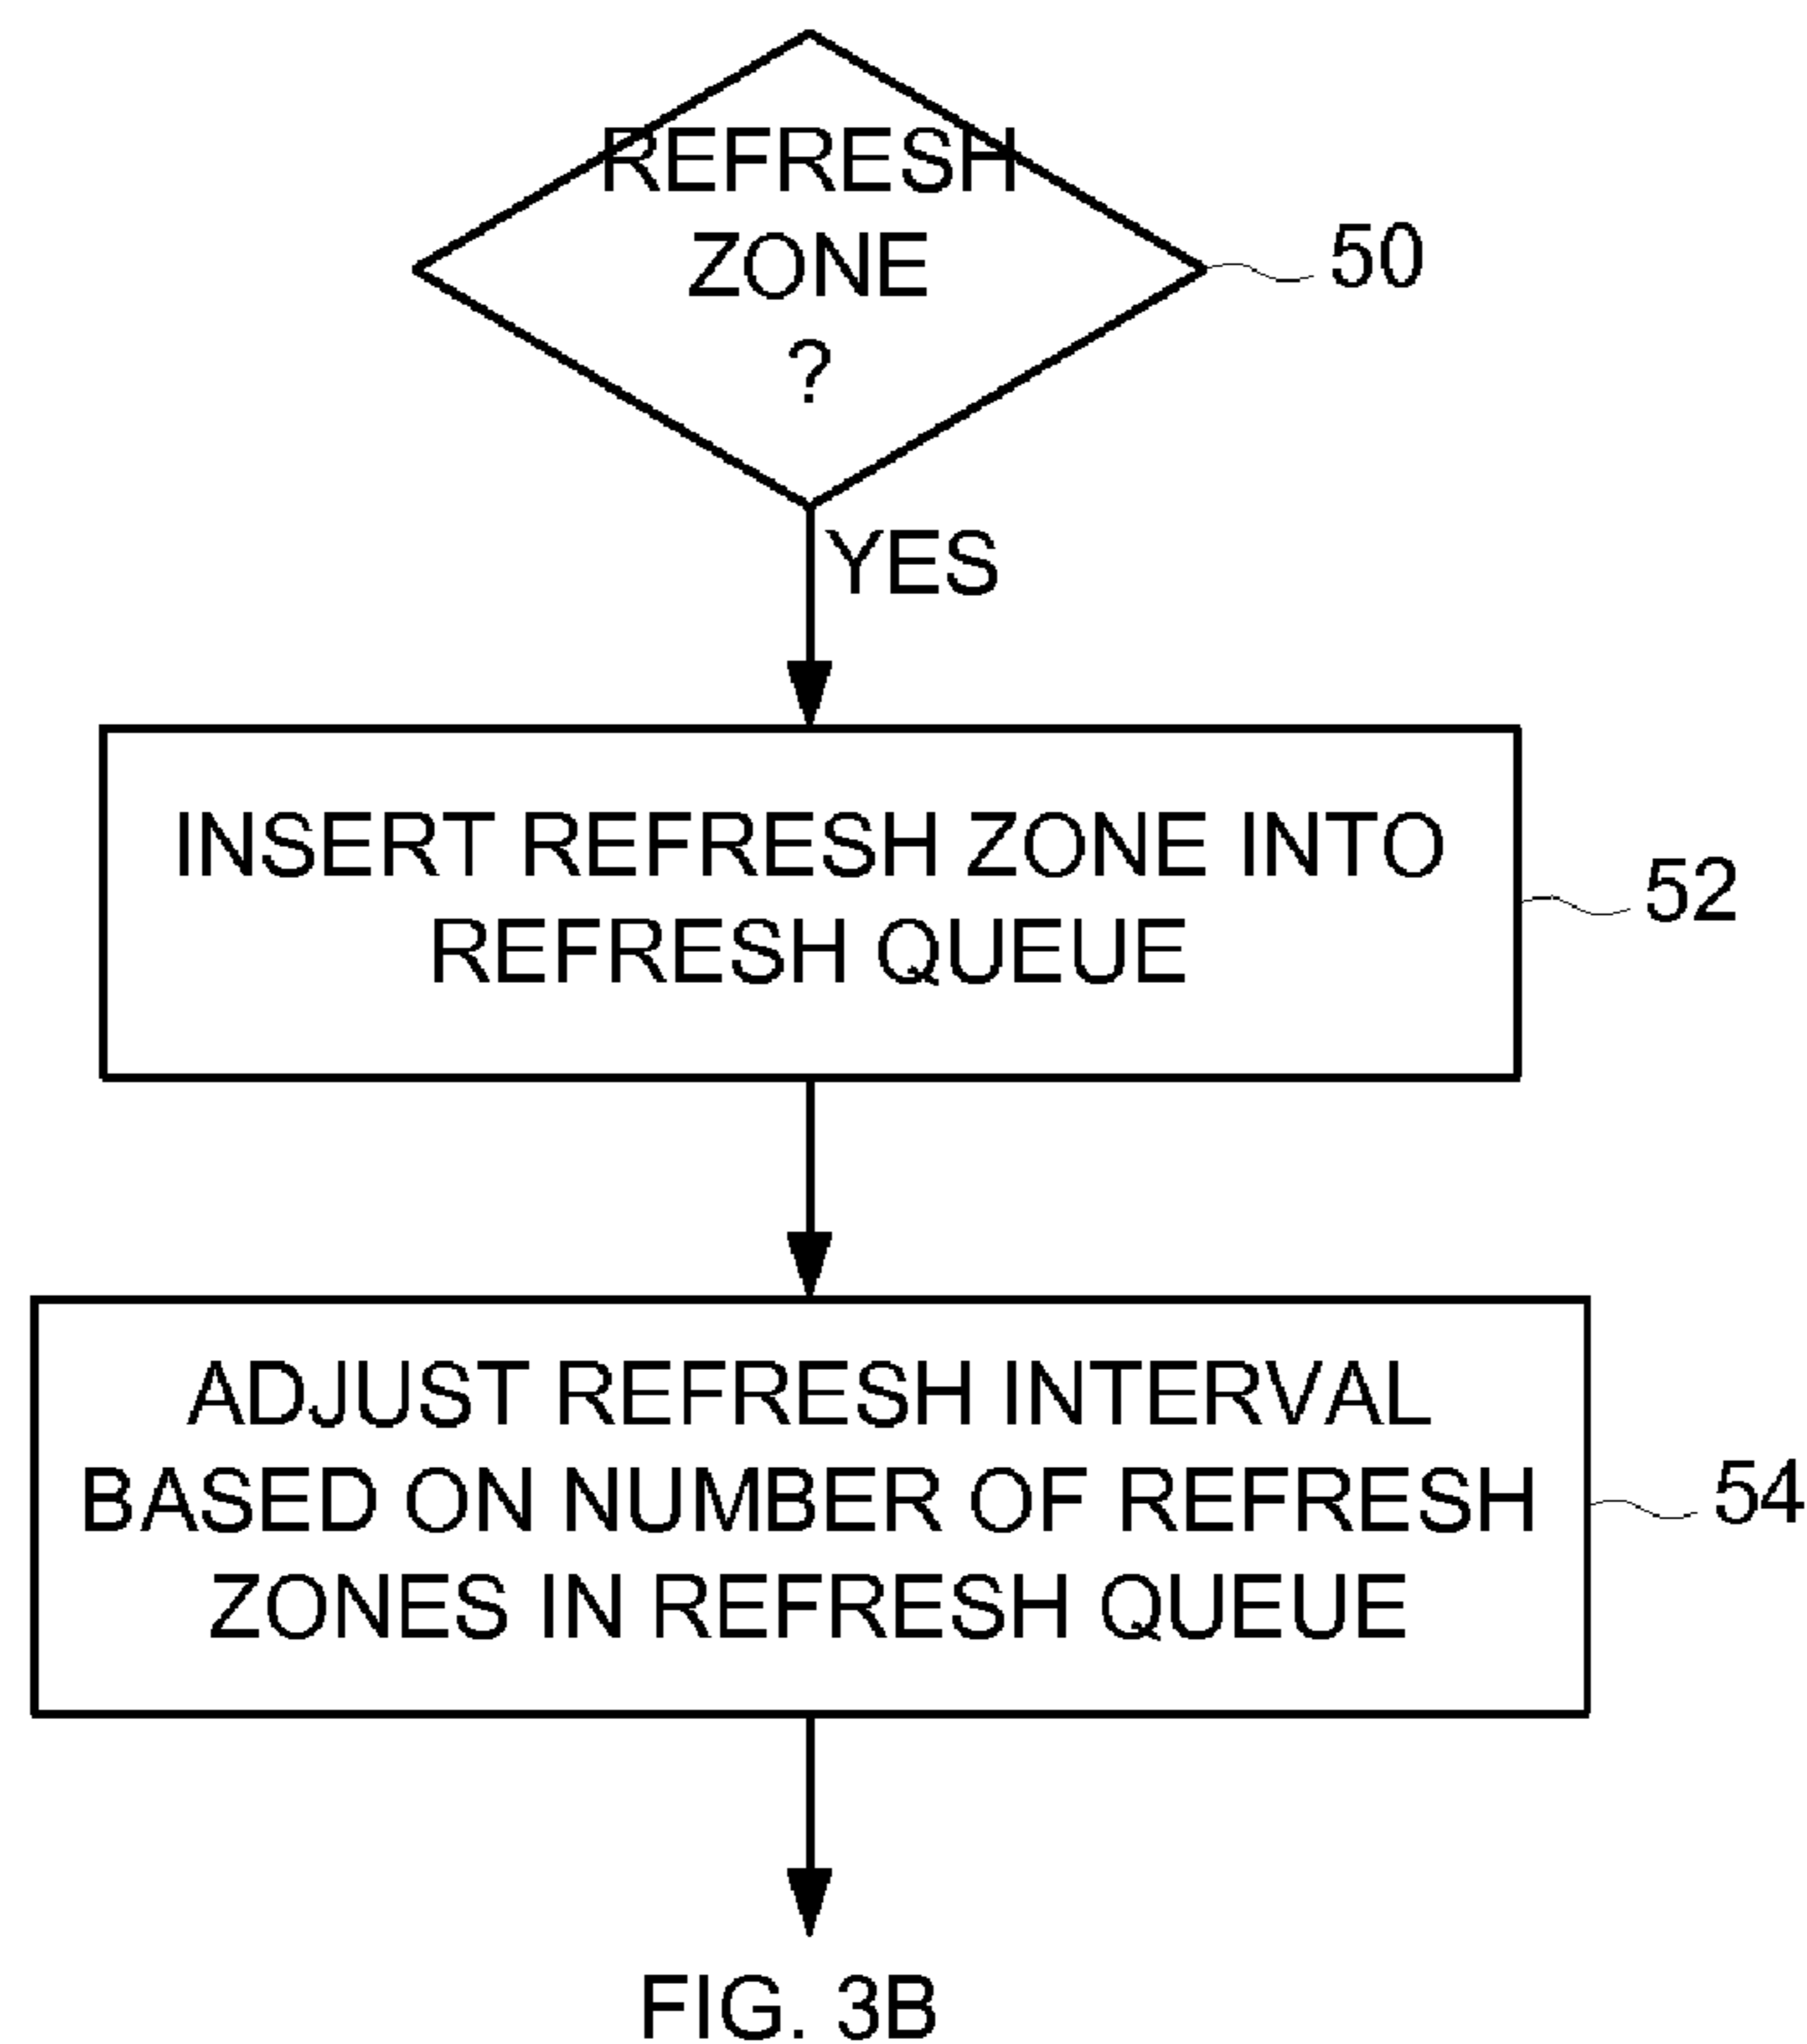 REFRESH
ZONE
?
50
YES
INSERT REFRESH ZONE INTO
REFRESH QUEUE
52
ADJUST REFRESH INTERVAL
BASED ON NUMBER OF REFRESH
ZONES IN REFRESH QUEUE
54
FIG. 3B